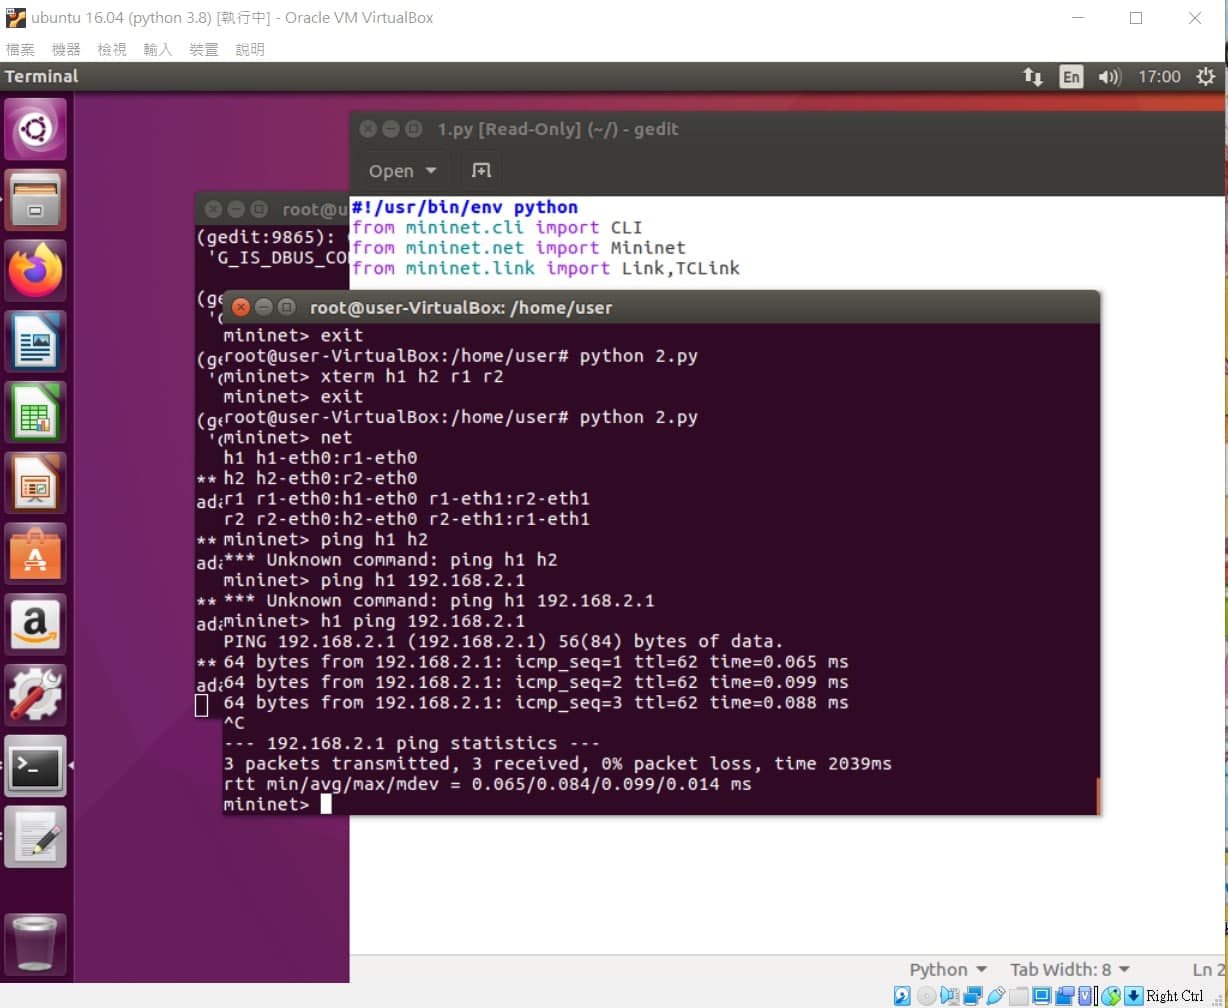 ubuntu 16.04 (python 3.8) [執行中] - Oracle VM VirtualBox
檔案 機器 檢視 輸入 裝置 說明
Terminal
En
17:00
1.py [Read-Only] (~/) - gedit
Open
#!/usr/bin/env python
from mininet.cli import CLI
from mininet.net import Mininet
from mininet.link import Link,TCLink
root@u
(gedit:9865):
'G_IS_DBUS_CO
(ge
(ge
(ge
**
ada
**
ada
**
ada
**
ada
root@user-VirtualBox: /home/user
mininet> exit
root@user-VirtualBox:/home/user# python 2.py
mininet> xterm h1 h2 r1 r2
mininet> exit
root@user-VirtualBox:/home/user# python 2.py
mininet> net
h1 h1-eth0:r1-eth0
h2 h2-eth0:r2-eth0
r1 r1-eth0:h1-eth0 r1-eth1:r2-eth1
r2 r2-eth0:h2-eth0 r2-eth1:r1-eth1
mininet> ping h1 h2
*** Unknown command: ping h1 h2
mininet> ping h1 192.168.2.1
*** Unknown command: ping h1 192.168.2.1
mininet> h1 ping 192.168.2.1
PING 192.168.2.1 (192.168.2.1) 56(84) bytes of data.
64 bytes from 192.168.2.1: icmp_seq=1 ttl=62 time=0.065 ms
64 bytes from 192.168.2.1: icmp_seq=2 ttl=62 time=0.099 ms
64 bytes from 192.168.2.1: icmp_seq=3 ttl=62 time=0.088 ms
^C
--- 192.168.2.1 ping statistics ---
3 packets transmitted, 3 received, 0% packet loss, time 2039ms
rtt min/avg/max/mdev = 0.065/0.084/0.099/0.014 ms
mininet>
Python Tab Width: 8 Ln 2
Right Ctrl